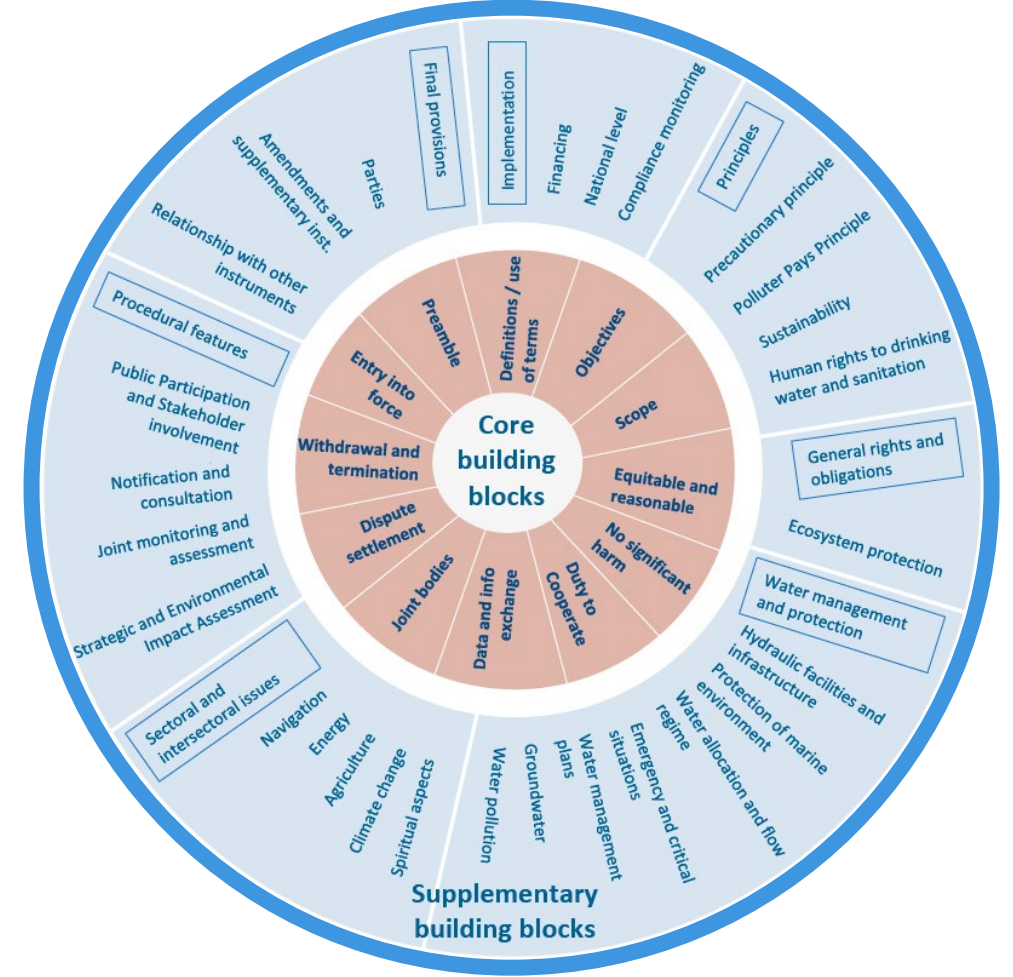 Core
building
blocks
Definitions / use
of terms
Objectives
Scope
Equitable and
reasonable
No significant
harm
Duty to
Cooperate
Data and info
exchange
Joint bodies
Dispute
settlement
Withdrawal and
termination
Entry into
force
Preamble
Implementation
Financing
National level
Compliance monitoring
Principles
Precautionary principle
Polluter Pays Principle
Sustainability
Human rights to drinking
water and sanitation
General rights and
obligations
Ecosystem protection
Water management
and protection
Hydraulic facilities and
infrastructure
Protection of marine
environment
Water allocation and flow
regime
Emergency and critical
situations
Water management
plans
Groundwater
Water pollution
Sectoral and
intersectoral issues
Navigation
Energy
Agriculture
Climate change
Spiritual aspects
Procedural features
Public Participation
and Stakeholder
involvement
Notification and
consultation
Joint monitoring and
assessment
Strategic and Environmental
Impact Assessment
Final provisions
Parties
Amendments and
supplementary inst.
Relationship with other
instruments
Supplementary
building blocks